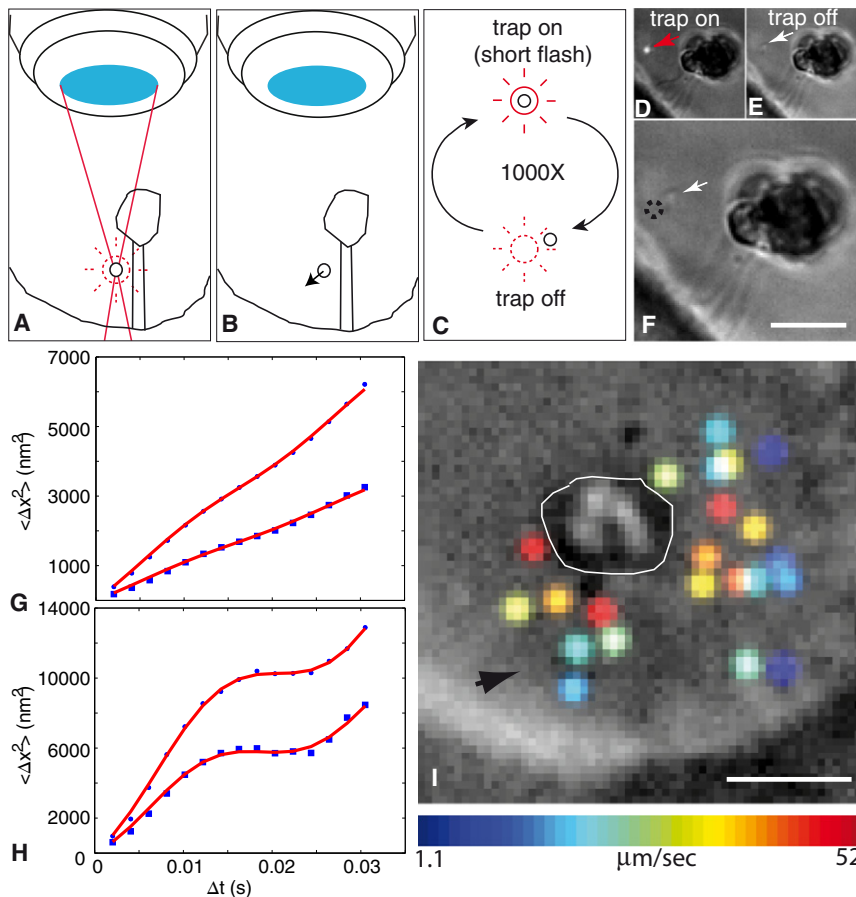 trap on
(short flash)
1000X
trap off
A
B
C
trap on
trap off
D
E
F
7000
5000
3000
1000
<Δx²> (nm²)
G
14000
10000
6000
2000
0
<Δx²> (nm²)
H
0
0.01
0.02
0.03
Δt (s)
I
1.1
μm/sec
52